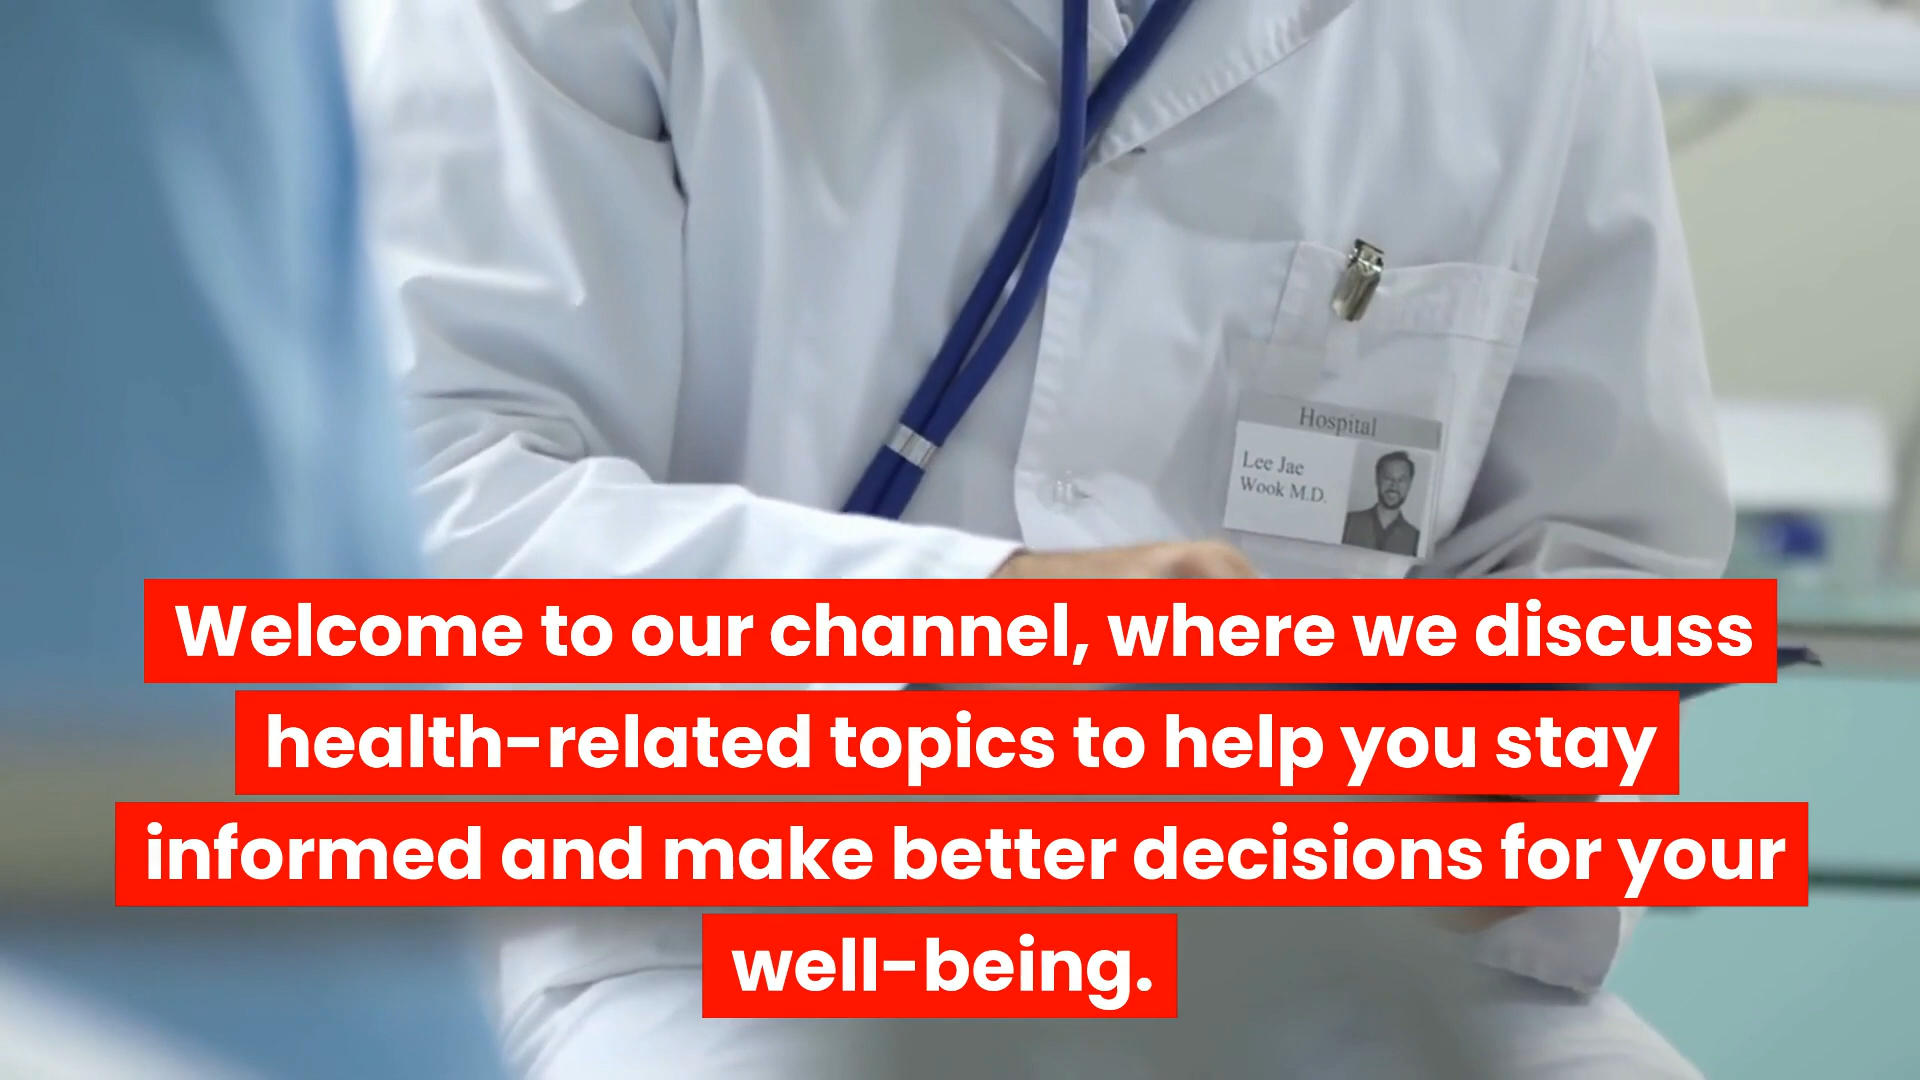 Hospital
Lee Jae
Wook M.D.
Welcome to our channel, where we discuss
health-related topics to help you stay
informed and make better decisions for your
well-being.